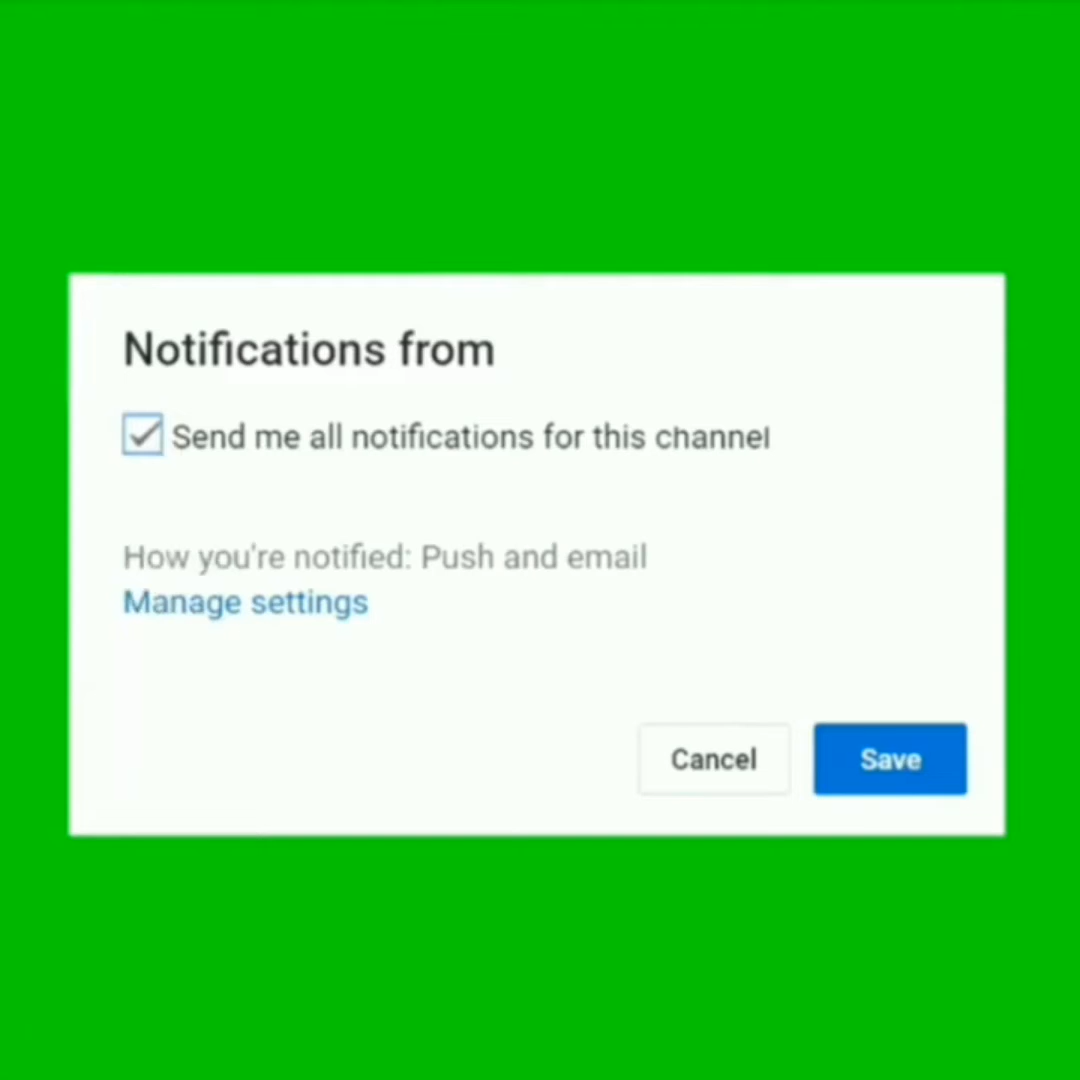 Notifications from
Send me all notifications for this channel
How you're notified: Push and email
Manage settings
Cancel
Save